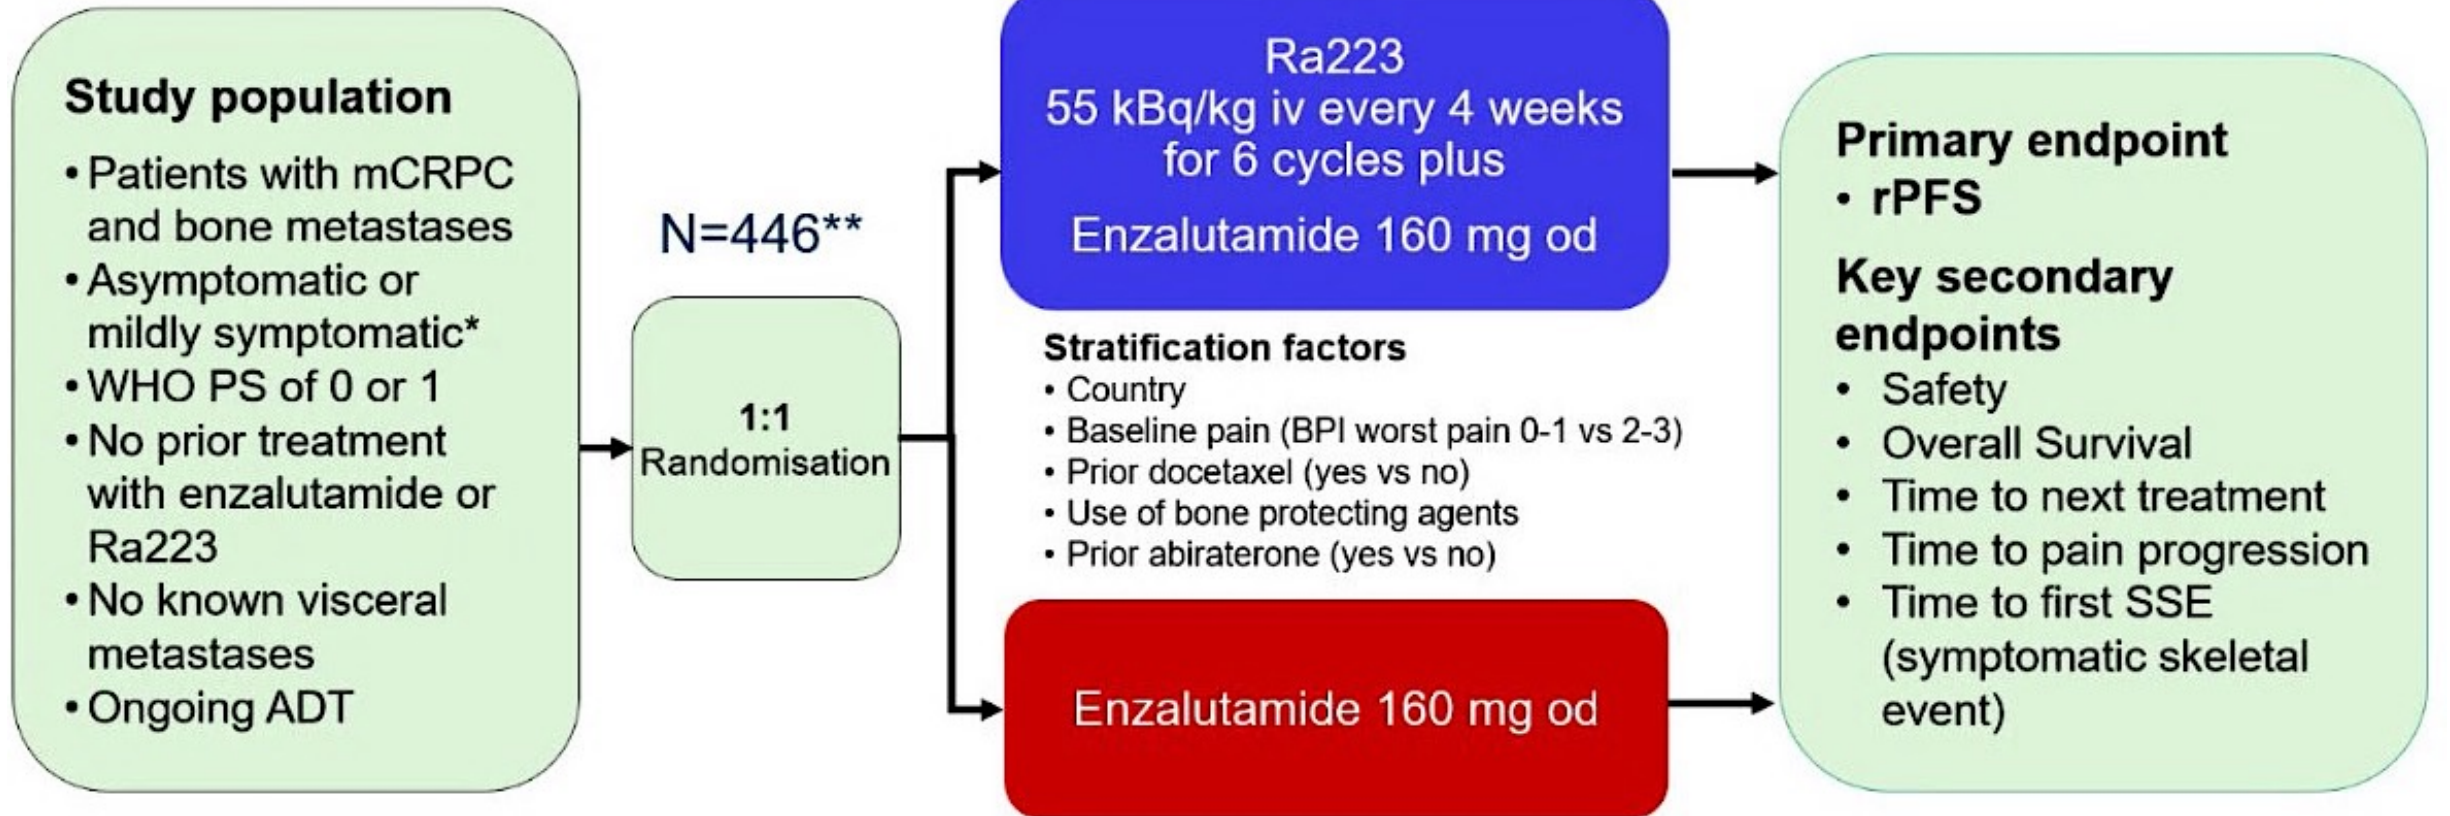 Study population
• Patients with mCRPC
and bone metastases
• Asymptomatic or
mildly symptomatic*
• WHO PS of 0 or 1
• No prior treatment
with enzalutamide or
Ra223
• No known visceral
metastases
• Ongoing ADT
N=446**
1:1
Randomisation
Ra223
55 kBq/kg iv every 4 weeks
for 6 cycles plus
Enzalutamide 160 mg od
Stratification factors
• Country
• Baseline pain (BPI worst pain 0-1 vs 2-3)
• Prior docetaxel (yes vs no)
• Use of bone protecting agents
• Prior abiraterone (yes vs no)
Enzalutamide 160 mg od
Primary endpoint
• rPFS
Key secondary
endpoints
• Safety
• Overall Survival
• Time to next treatment
• Time to pain progression
• Time to first SSE
(symptomatic skeletal
event)